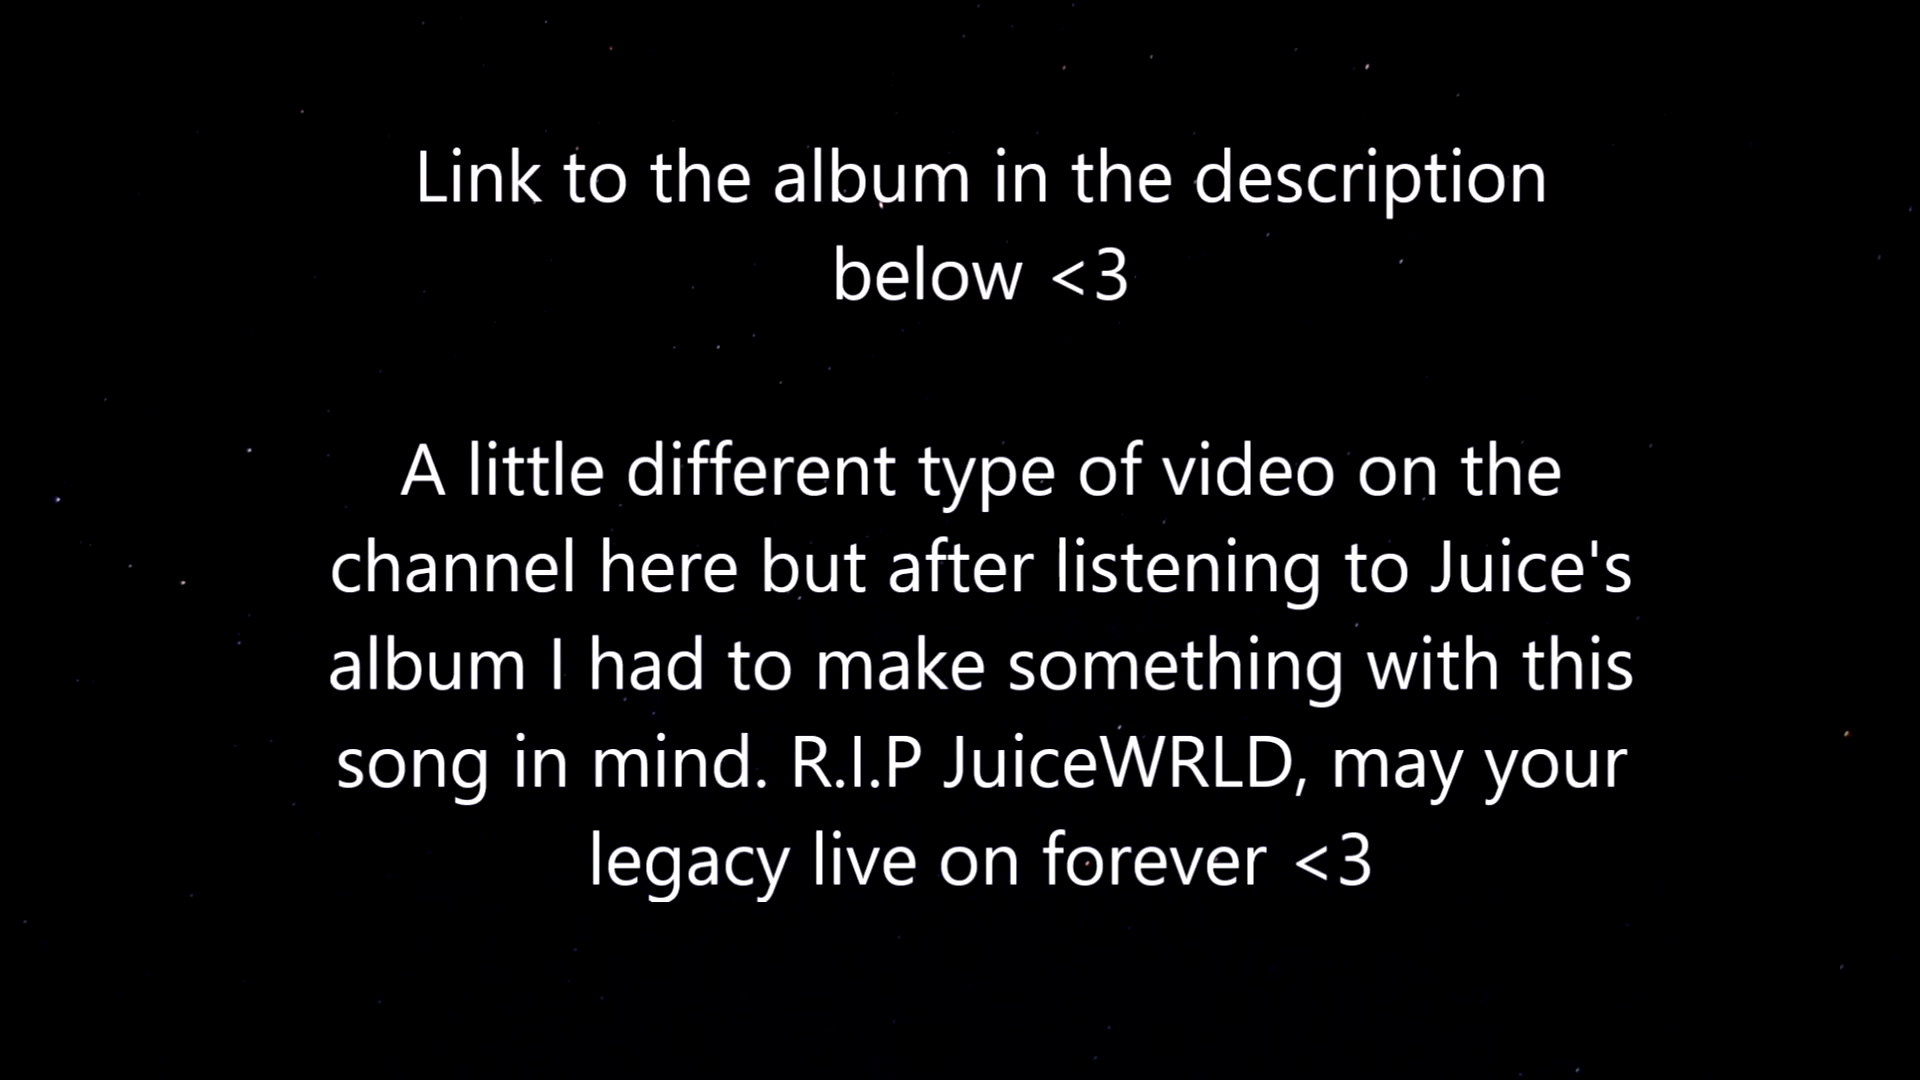 Link to the album in the description
below <3
A little different type of video on the
channel here but after listening to Juice's
album I had to make something with this
song in mind. R.I.P JuiceWRLD, may your
legacy live on forever <3